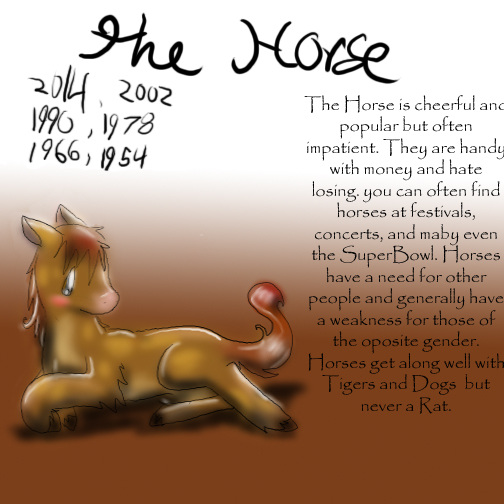 the Horse
2014, 2002
1990, 1978
1966, 1954
The Horse is cheerful and
popular but often
impatient. They are handy
with money and hate
losing. you can often find
horses at festivals,
concerts, and maby even
the SuperBowl. Horses
have a need for other
people and generally have
a weakness for those of
the oposite gender.
Horses get along well with
Tigers and Dogs but
never a Rat.